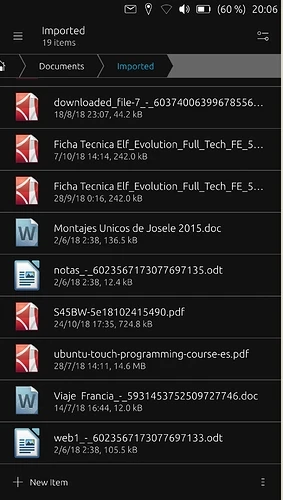 (60 %) 20:06
Imported
19 items
Documents
Imported
downloaded_file-7_-_60374006399678556...
18/8/18 23:07, 44.2 kB
Ficha Tecnica Elf_Evolution_Full_Tech_FE_5...
7/10/18 14:14, 242.0 kB
Ficha Tecnica Elf_Evolution_Full_Tech_FE_5...
28/9/18 0:16, 242.0 kB
Montajes Unicos de Josele 2015.doc
2/6/18 2:38, 136.5 kB
notas_-_6023567173077697135.odt
2/6/18 2:38, 12.4 kB
S45BW-5e18102415490.pdf
24/10/18 17:35, 724.8 kB
ubuntu-touch-programming-course-es.pdf
28/7/18 14:11, 14.6 MB
Viaje Francia_-_5931453752509727746.doc
14/7/18 16:44, 12.0 kB
web1_-_6023567173077697133.odt
2/6/18 2:38, 105.5 kB
New Item